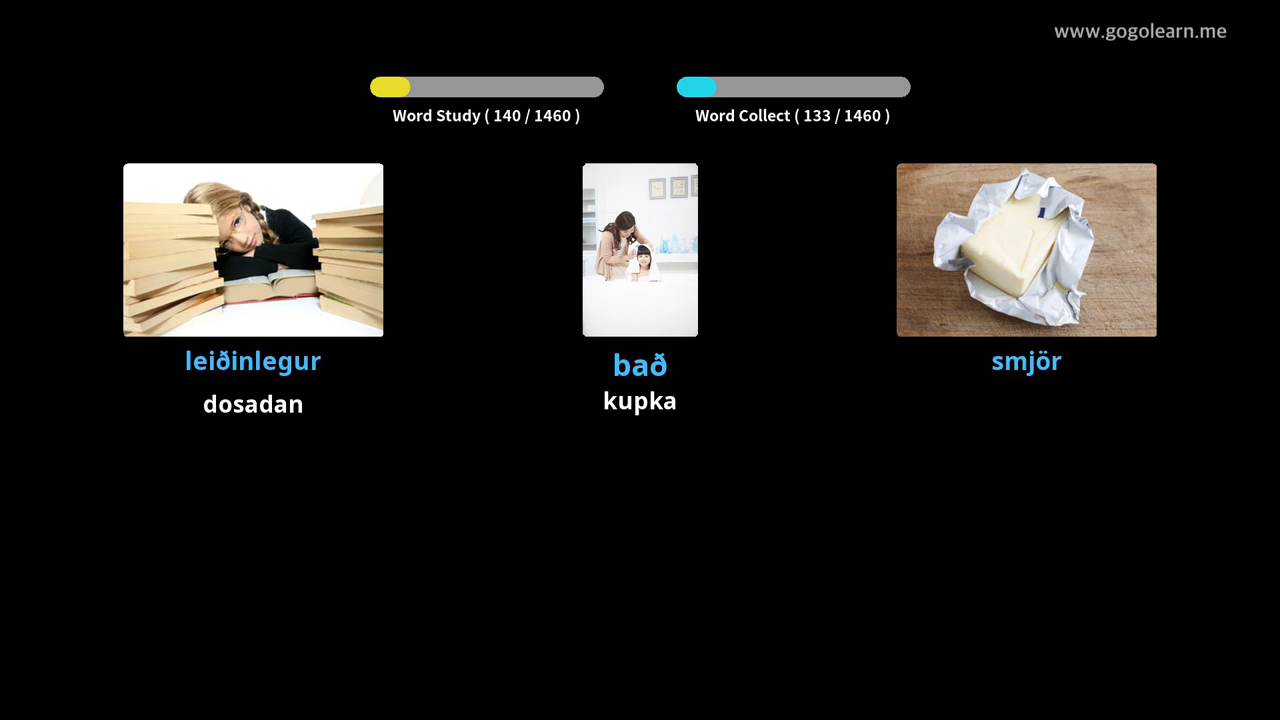 www.gogolearn.me
Word Study ( 140 / 1460 )
Word Collect ( 133 / 1460 )
leiðinlegur
dosadan
bað
kupka
smjör